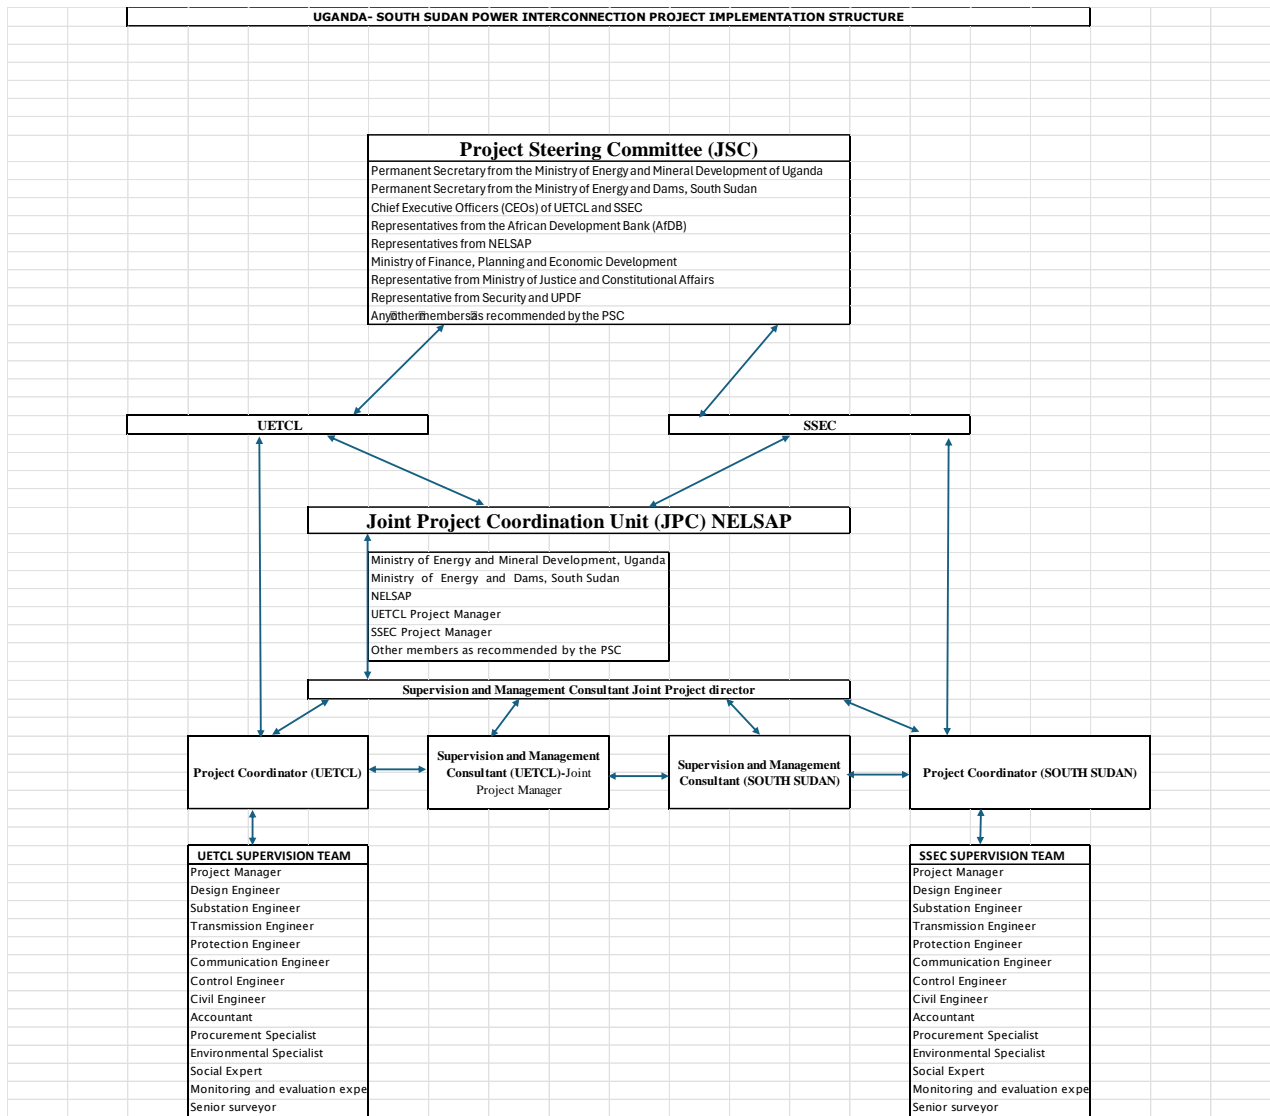 UGANDA- SOUTH SUDAN POWER INTERCONNECTION PROJECT IMPLEMENTATION STRUCTURE
Project Steering Committee (JSC)
Permanent Secretary from the Ministry of Energy and Mineral Development of Uganda
Permanent Secretary from the Ministry of Energy and Dams, South Sudan
Chief Executive Officers (CEOs) of UETCL and SSEC
Representatives from the African Development Bank (AfDB)
Representatives from NELSAP
Ministry of Finance, Planning and Economic Development
Representative from Ministry of Justice and Constitutional Affairs
Representative from Security and UPDF
Any other members as recommended by the PSC
UETCL
SSEC
Joint Project Coordination Unit (JPC) NELSAP
Ministry of Energy and Mineral Development, Uganda
Ministry of Energy and Dams, South Sudan
NELSAP
UETCL Project Manager
SSEC Project Manager
Other members as recommended by the PSC
Supervision and Management Consultant Joint Project director
Project Coordinator (UETCL)
Supervision and Management
Consultant (UETCL)-Joint
Project Manager
Supervision and Management
Consultant (SOUTH SUDAN)
Project Coordinator (SOUTH SUDAN)
UETCL SUPERVISION TEAM
Project Manager
Design Engineer
Substation Engineer
Transmission Engineer
Protection Engineer
Communication Engineer
Control Engineer
Civil Engineer
Accountant
Procurement Specialist
Environmental Specialist
Social Expert
Monitoring and evaluation expe
Senior surveyor
SSEC SUPERVISION TEAM
Project Manager
Design Engineer
Substation Engineer
Transmission Engineer
Protection Engineer
Communication Engineer
Control Engineer
Civil Engineer
Accountant
Procurement Specialist
Environmental Specialist
Social Expert
Monitoring and evaluation expe
Senior surveyor